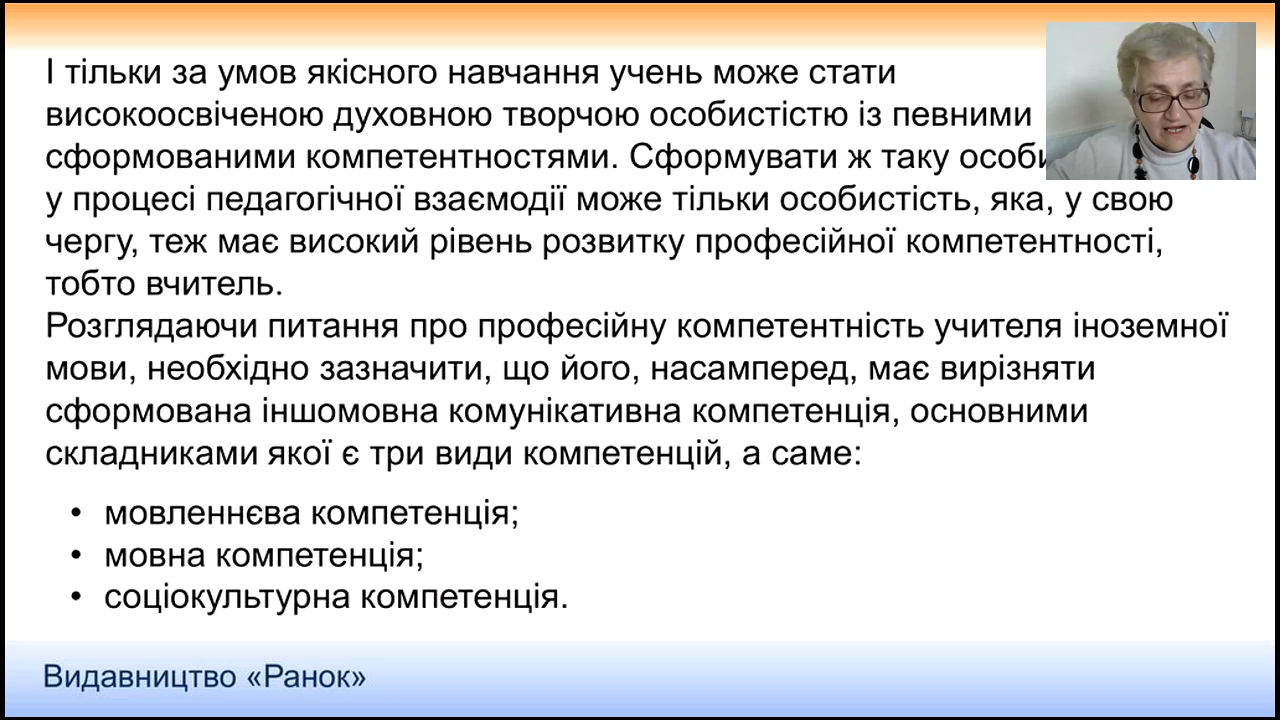 І тільки за умов якісного навчання учень може стати
високоосвіченою духовною творчою особистістю із певними
сформованими компетентностями. Сформувати ж таку
у процесі педагогічної взаємодії може тільки особистість, яка, у свою
чергу, теж має високий рівень розвитку професійної компетентності,
тобто вчитель.
Розглядаючи питання про професійну компетентність учителя іноземної
мови, необхідно зазначити, що його, насамперед, має вирізняти
сформована іншомовна комунікативна компетенція, основними
складниками якої є три види компетенцій, а саме:
• мовленнєва компетенція;
• мовна компетенція;
• соціокультурна компетенція.
Видавництво «Ранок»